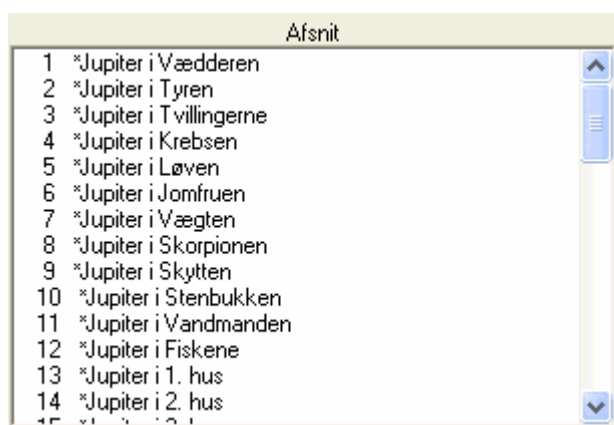 Afsnit
1 *Jupiter i Vædderen
2 *Jupiter i Tyren
3 *Jupiter i Tvillingerne
4 *Jupiter i Krebsen
5 *Jupiter i Løven
6 *Jupiter i Jomfruen
7 *Jupiter i Vægten
8 *Jupiter i Skorpionen
9 *Jupiter i Skytten
10 *Jupiter i Stenbukken
11 *Jupiter i Vandmanden
12 *Jupiter i Fiskene
13 *Jupiter i 1. hus
14 *Jupiter i 2. hus